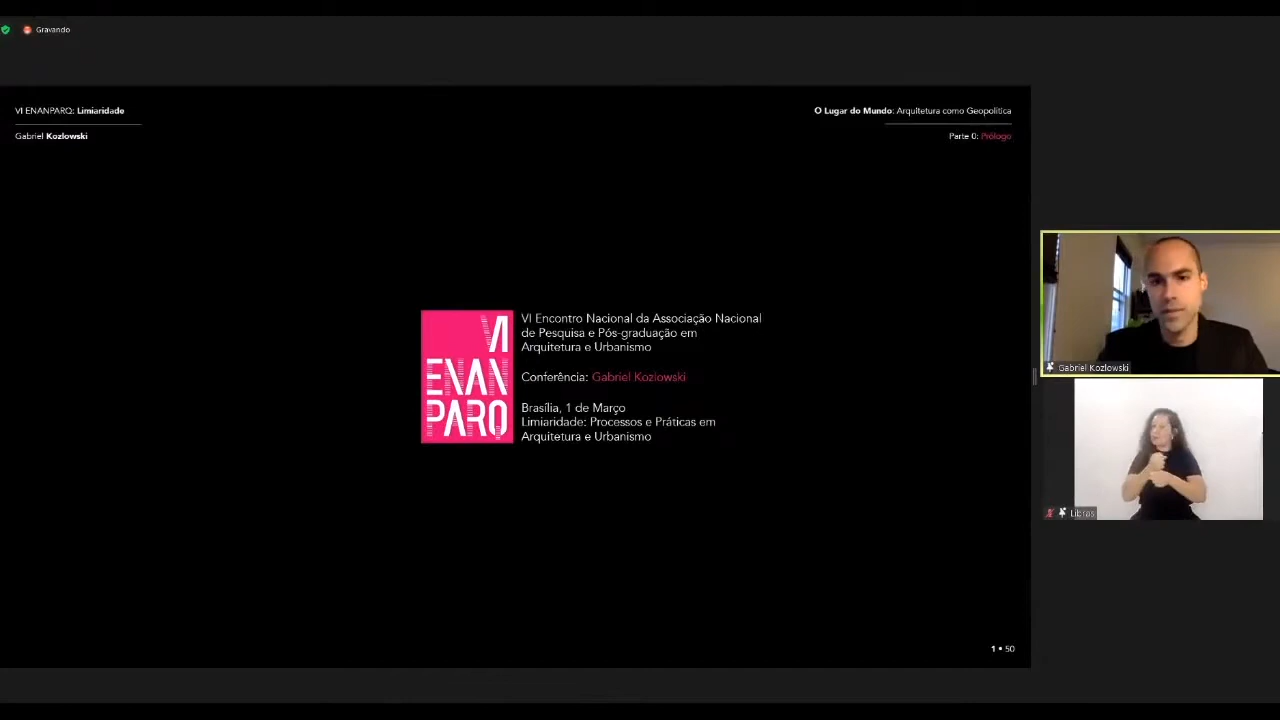 Gravando
VI ENANPARQ: Limiaridade
Gabriel Kozlowski
O Lugar do Mundo: Arquitetura como Geopolítica
Parte 0: Prólogo
VI
ENAN
PARQ
VI Encontro Nacional da Associação Nacional
de Pesquisa e Pós-graduação em
Arquitetura e Urbanismo
Conferência: Gabriel Kozlowski
Brasília, 1 de Março
Limiaridade: Processos e Práticas em
Arquitetura e Urbanismo
1 • 50
Gabriel Kozlowski
Libras